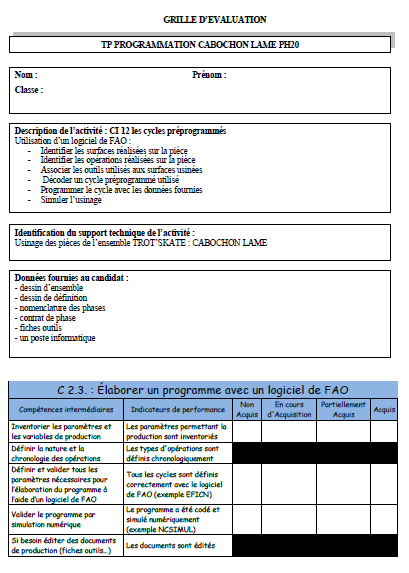 GRILLE D'EVALUATION
TP PROGRAMMATION CABOCHON LAME PH20
Nom : Prénom :
Classe :
Description de l'activité : CI 12 les cycles préprogrammés
Utilisation d'un logiciel de FAO :
- Identifier les surfaces réalisées sur la pièce
- Identifier les opérations réalisées sur la pièce
- Associer les outils utilisés aux surfaces usinées
- Décoder un cycle préprogrammé utilisé
- Programmer le cycle avec les données fournies
- Simuler l'usinage
Identification du support technique de l'activité :
Usinage des pièces de l'ensemble TROT'SKATE : CABOCHON LAME
Données fournies au candidat :
- dessin d'ensemble
- dessin de définition
- nomenclature des phases
- contrat de phase
- fiches outils
- un poste informatique
C 2.3. : Élaborer un programme avec un logiciel de FAO
Compétences intermédiaires Indicateurs de performance Non Acquis En cours d'Acquisition Partiellement Acquis Acquis
Inventorier les paramètres et les variables de production
Les paramètres permettant la production sont inventoriés
Définir la nature et la chronologie des opérations
Les types d'opérations sont définis chronologiquement
Définir et valider tous les paramètres nécessaires pour l'élaboration du programme à l'aide d'un logiciel de FAO
Tous les cycles sont définis correctement avec le logiciel de FAO (exemple EFICN)
Valider le programme par simulation numérique
Le programme a été codé et simulé numériquement (exemple NCSIMUL)
Si besoin éditer des documents de production (fiches outils...)
Les documents sont édités